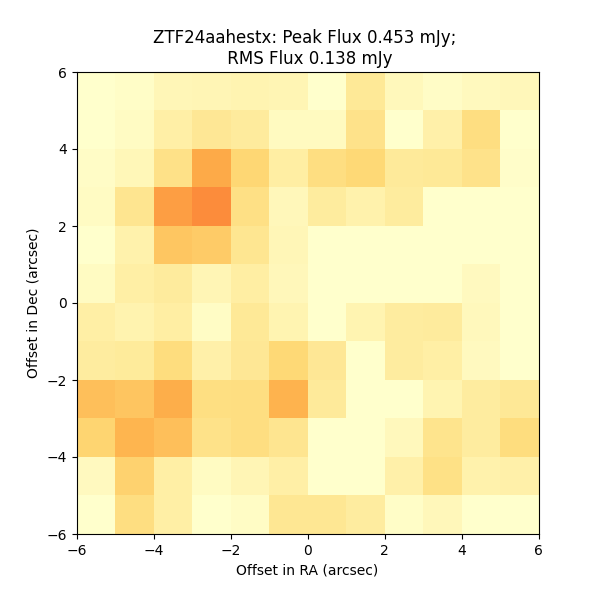 ZTF24aahestx: Peak Flux 0.453 mJy;
RMS Flux 0.138 mJy
6
4
2
0
−2
−4
−6
Offset in Dec (arcsec)
−6 −4 −2 0 2 4 6
Offset in RA (arcsec)